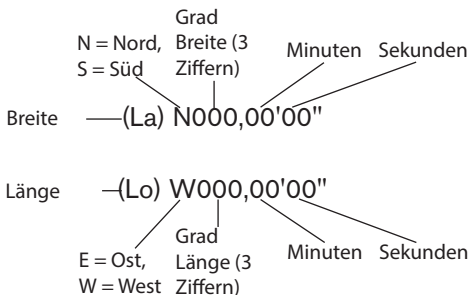 Grad
N = Nord, Breite (3 Minuten Sekunden
S = Süd Ziffern)
Breite (La) N000,00'00"
Länge (Lo) W000,00'00"
Grad
E = Ost, Länge (3 Minuten Sekunden
W = West Ziffern)